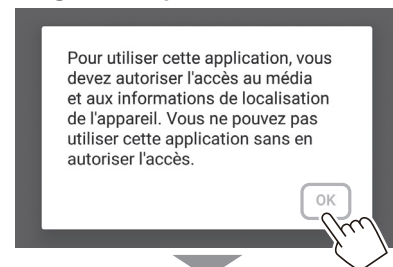 Pour utiliser cette application, vous
devez autoriser l'accès au média
et aux informations de localisation
de l'appareil. Vous ne pouvez pas
utiliser cette application sans en
autoriser l'accès.
OK